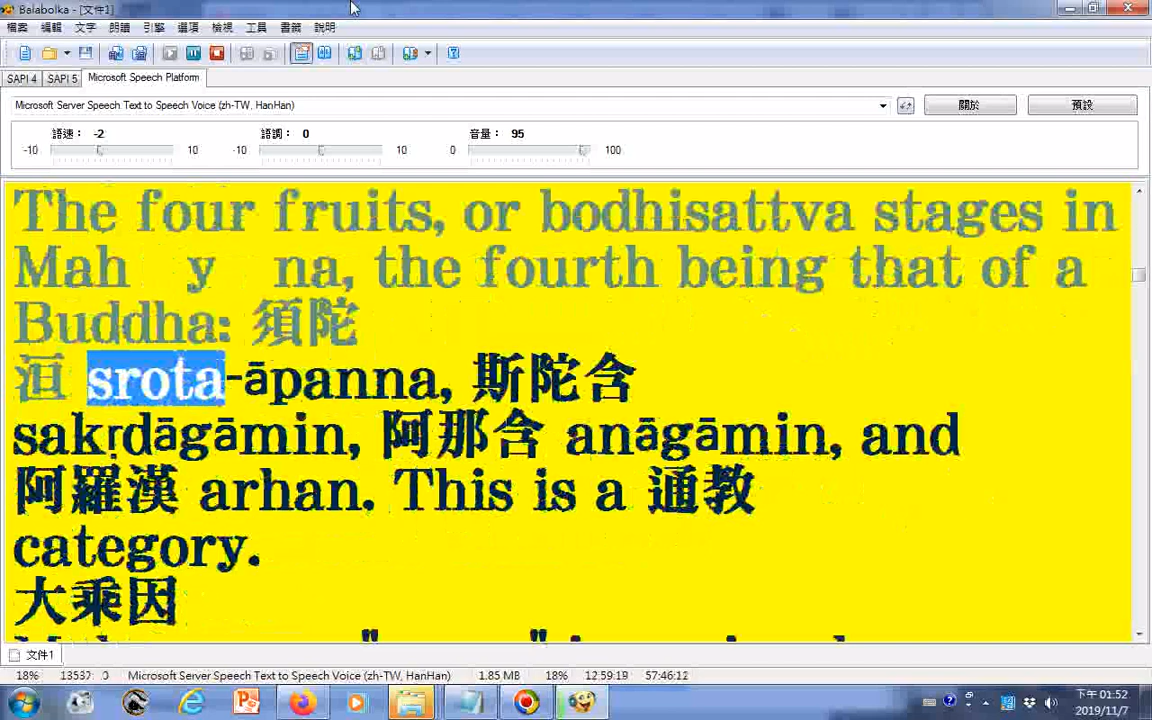 Balabolka - [文件1]
檔案 編輯 文字 朗讀 引擎 選項 檢視 工具 書籤 說明
SAPI 4 SAPI 5 Microsoft Speech Platform
Microsoft Server Speech Text to Speech Voice (zh-TW, HanHan) 關於 預設
語速： -2 語調： 0 音量： 95
-10 10 -10 10 0 100
The four fruits, or bodhisattva stages in
Mah y na, the fourth being that of a
Buddha: 須陀
洹 srota-āpanna, 斯陀含
sakṛdāgāmin, 阿那含 anāgāmin, and
阿羅漢 arhan. This is a 通教
category.
大乘因
文件1
18% 13537 0 Microsoft Server Speech Text to Speech Voice (zh-TW, HanHan) 1.85 MB 18% 12:59:19 57:46:12
下午 01:52
2019/11/7